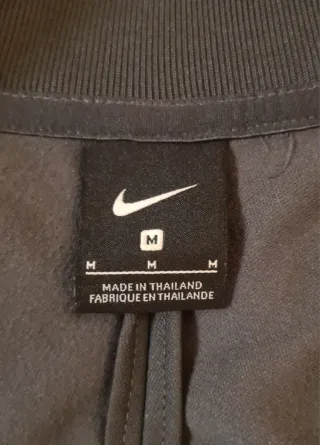 M
M M M
MADE IN THAILAND
FABRIQUE EN THAILANDE